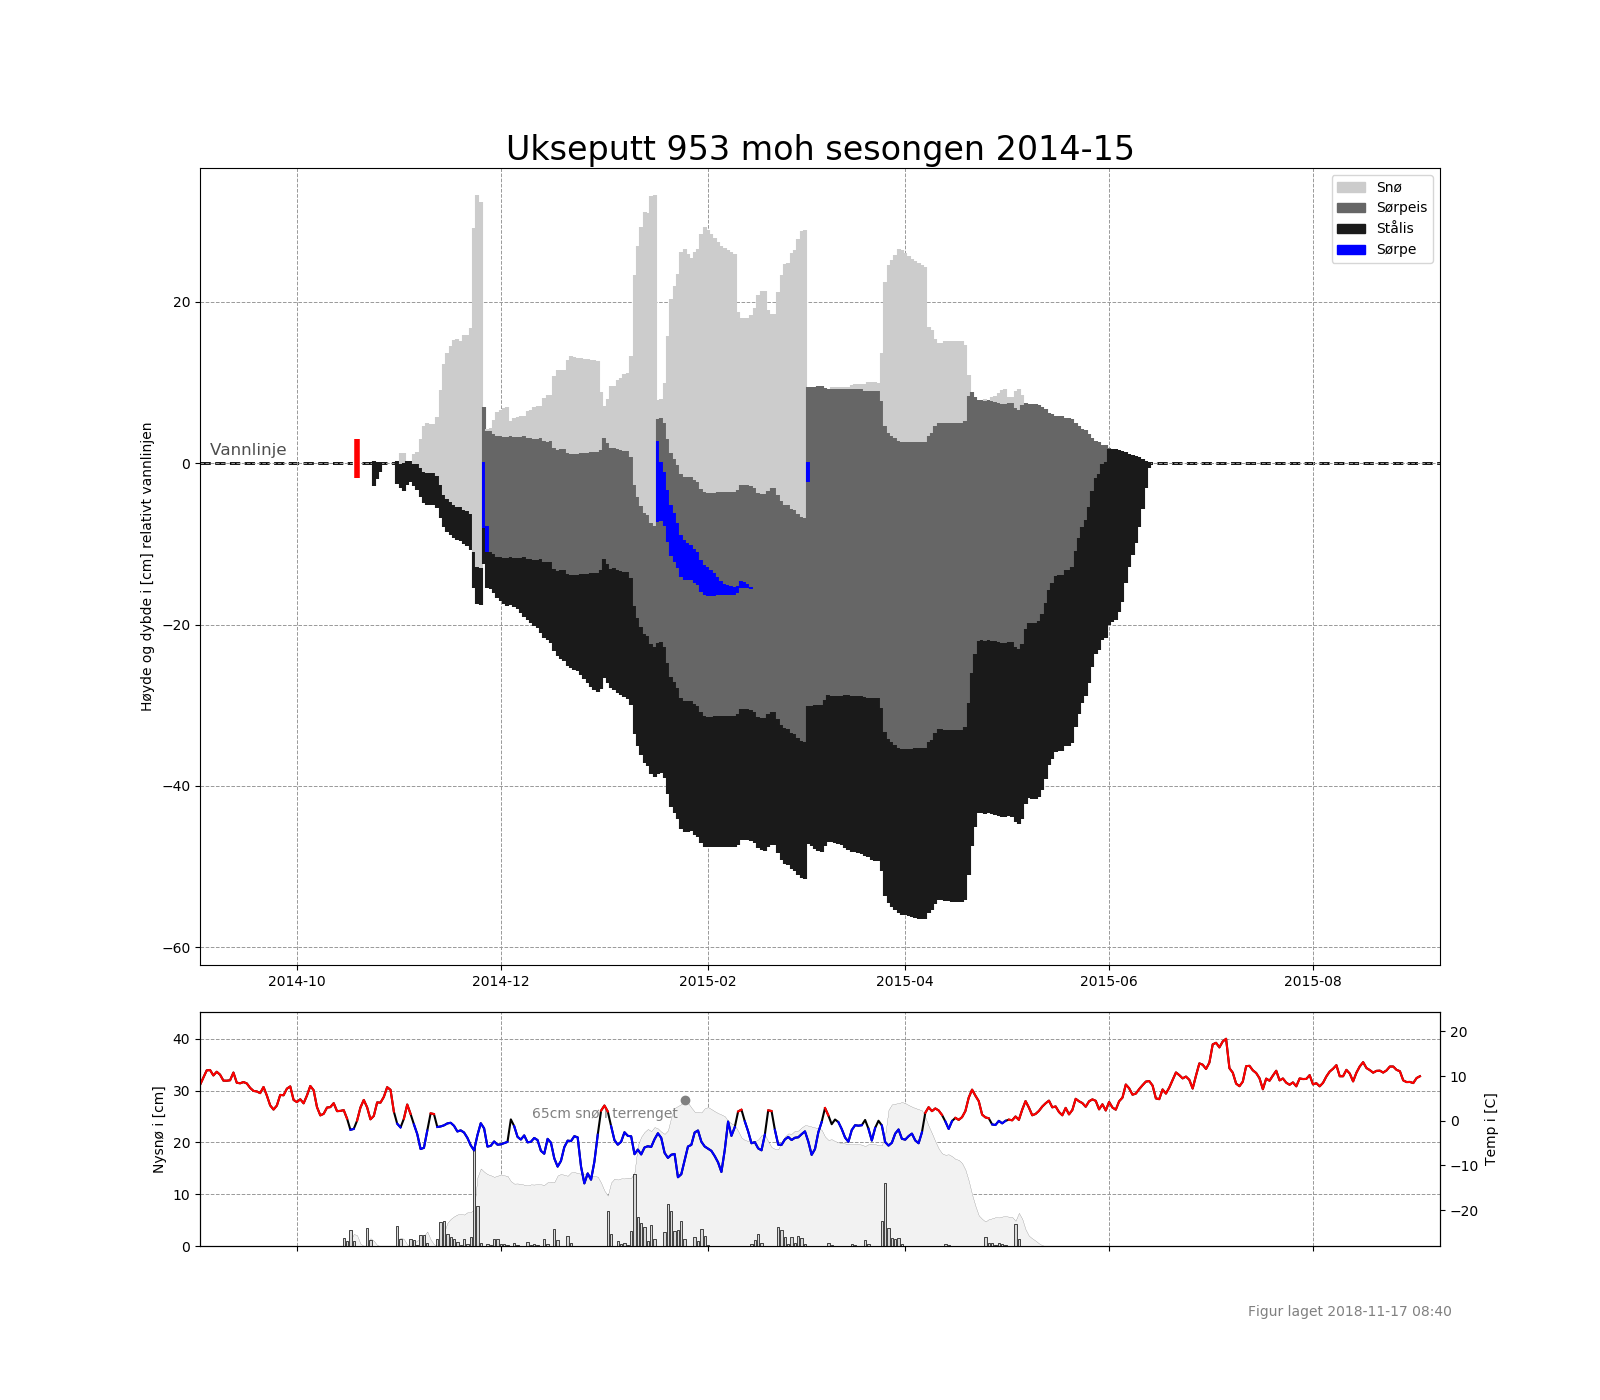 Ukseputt 953 moh sesongen 2014-15
Snø
Sørpeis
Stålis
Sørpe
Høyde og dybde i [cm] relativt vannlinjen
20
0
−20
−40
−60
Vannlinje
2014-10 2014-12 2015-02 2015-04 2015-06 2015-08
Nysnø i [cm]
40
30
20
10
0
65cm snø i terrenget
20
10
0
−10
−20
Temp i [C]
Figur laget 2018-11-17 08:40